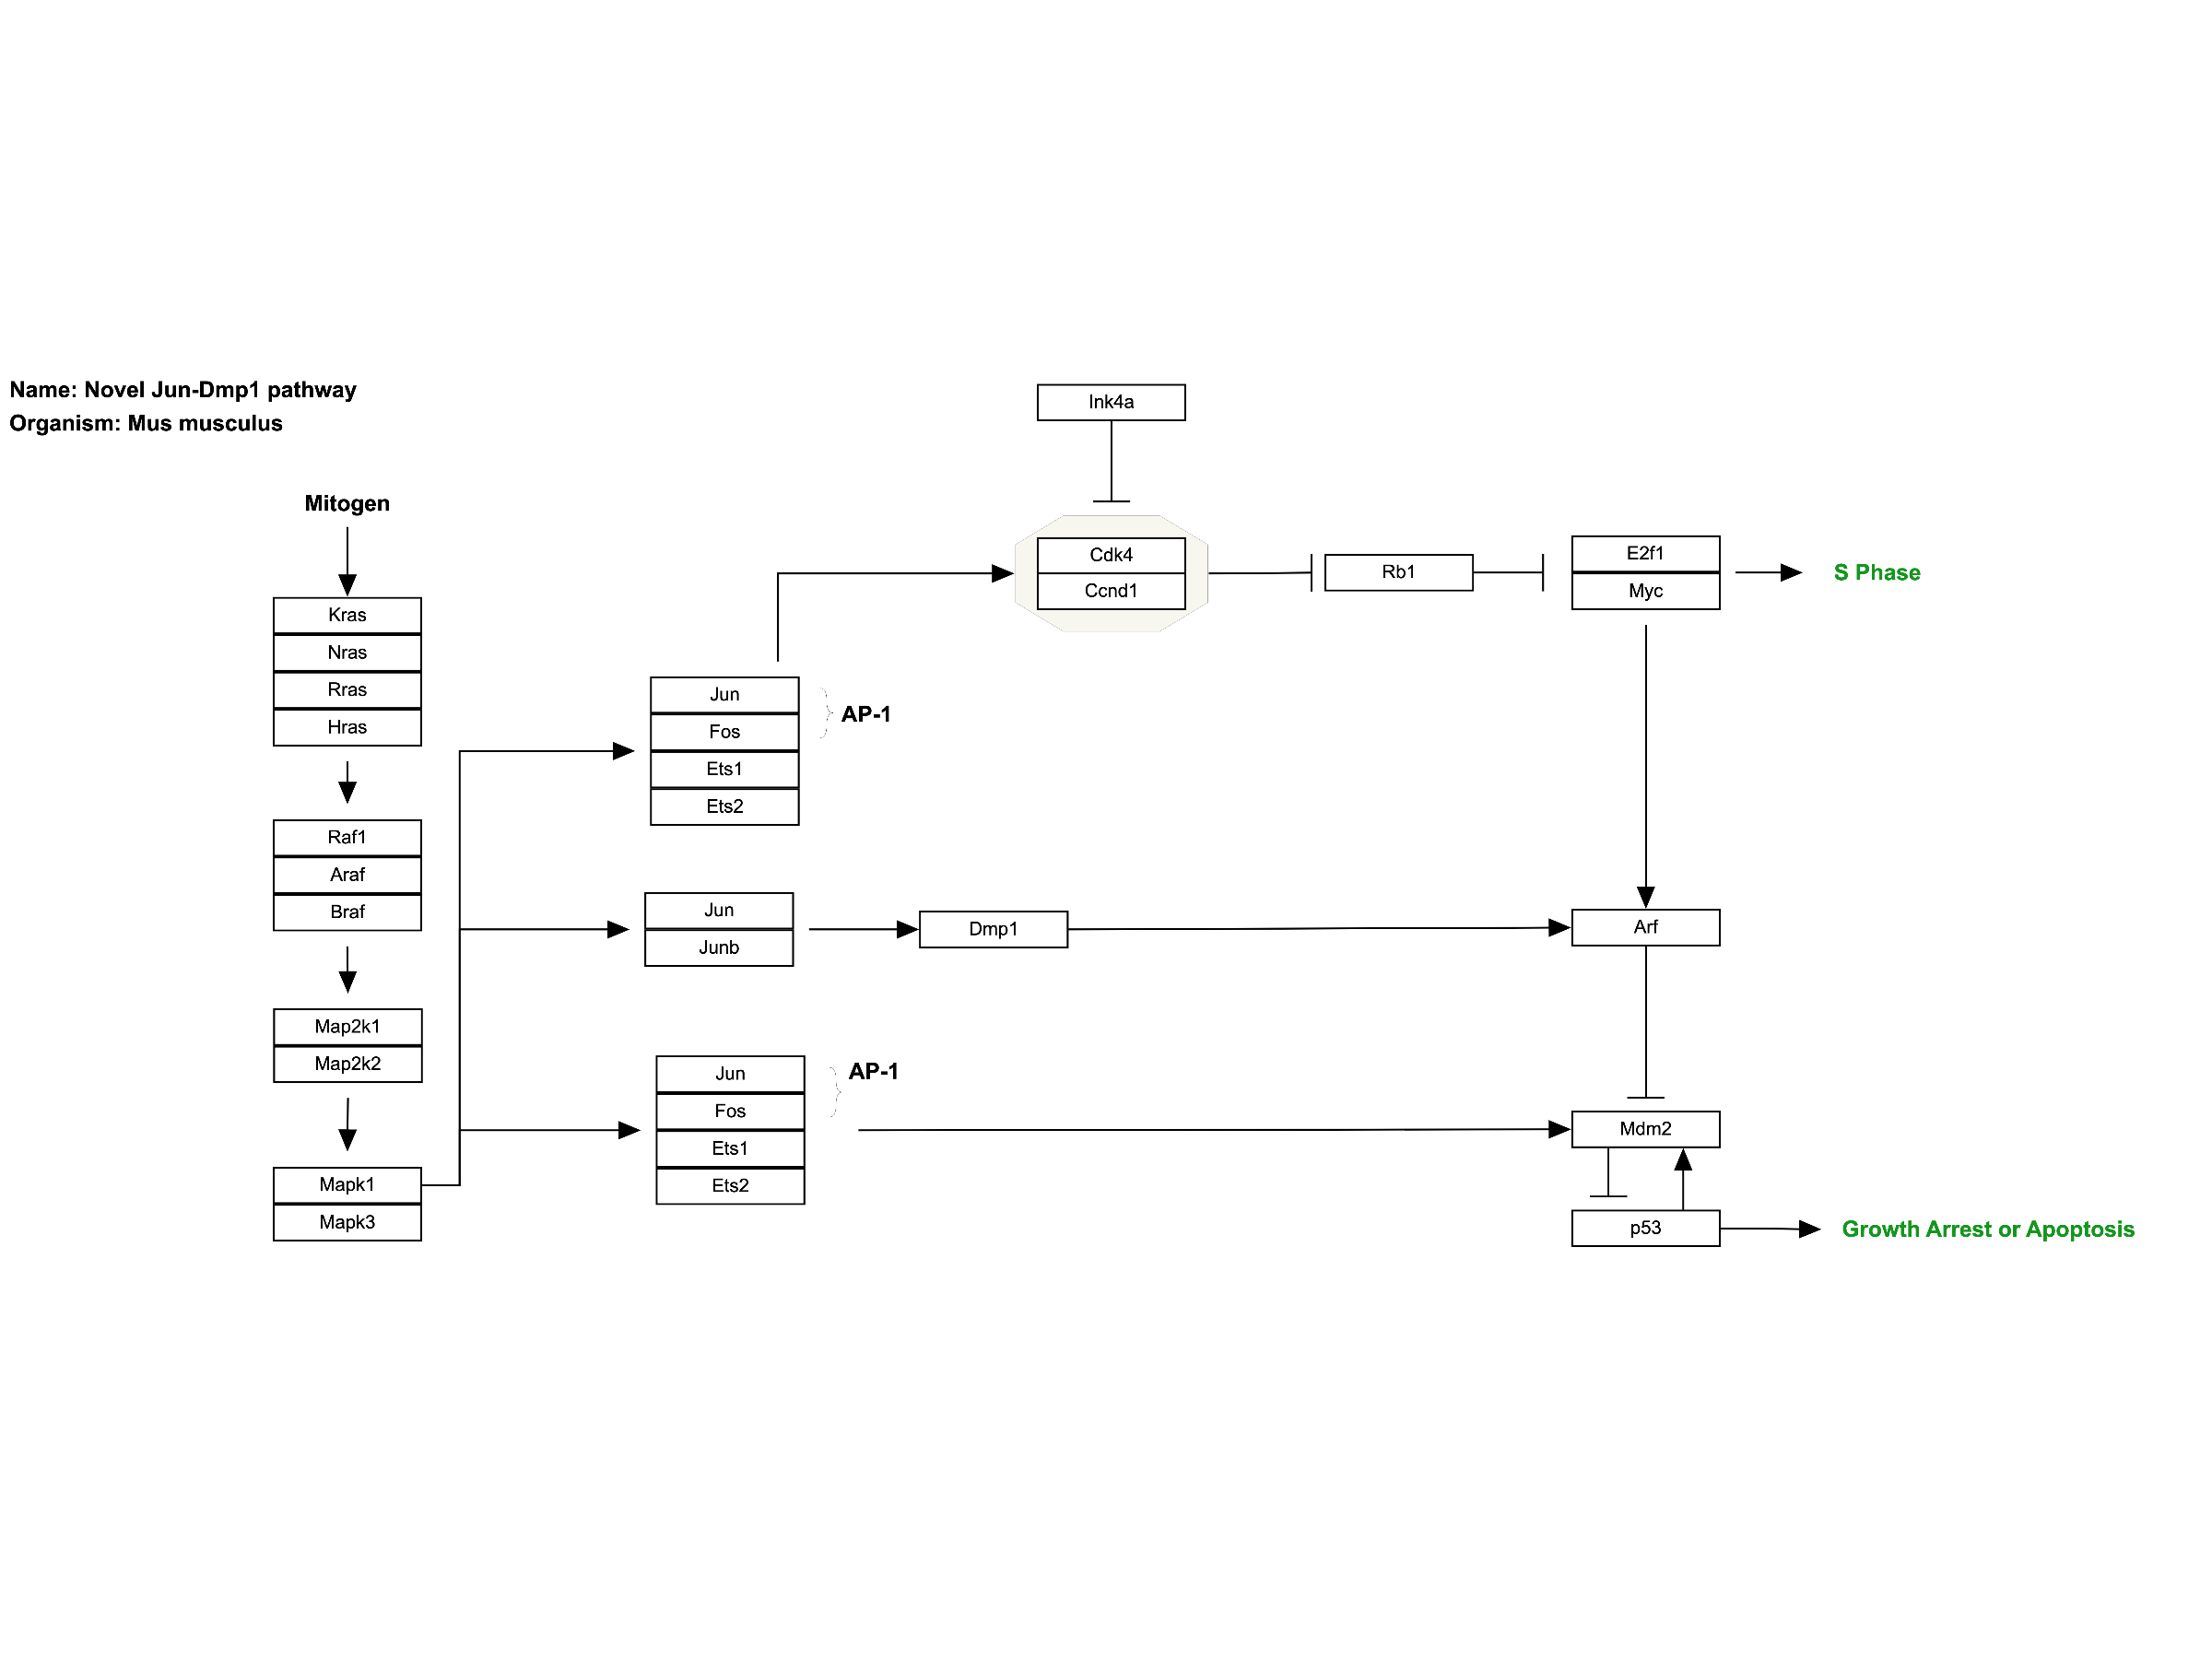 Name: Novel Jun-Dmp1 pathway
Organism: Mus musculus
Mitogen
Kras
Nras
Rras
Hras
Raf1
Araf
Braf
Map2k1
Map2k2
Mapk1
Mapk3
Jun
Fos
Ets1
Ets2
AP-1
Jun
Junb
Dmp1
Jun
Fos
Ets1
Ets2
AP-1
Ink4a
Cdk4
Ccnd1
Rb1
E2f1
Myc
S Phase
Arf
Mdm2
p53
Growth Arrest or Apoptosis